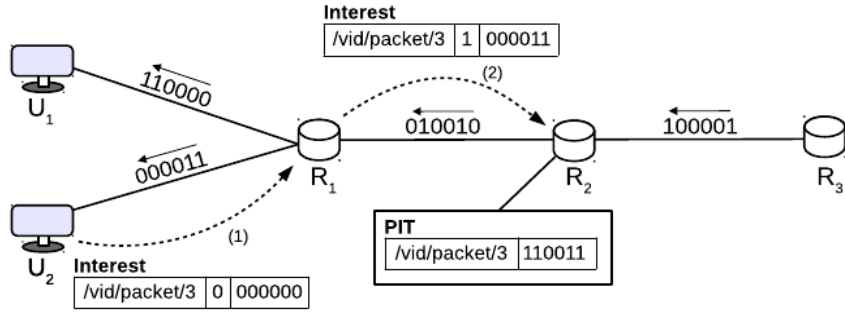 Interest
/vid/packet/3 1 000011
(2)
U1
110000
010010
100001
000011
R1
R2
R3
(1)
U2
PIT
/vid/packet/3 110011
Interest
/vid/packet/3 0 000000